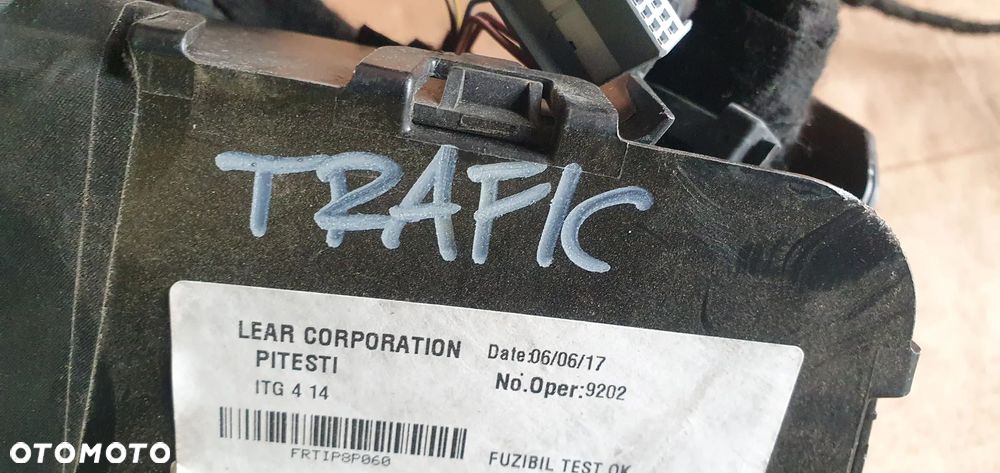 TRAFIC
LEAR CORPORATION
PITESTI
ITG 4 14
Date:06/06/17
No.Oper:9202
FRTIP8P060
FUZIBIL TEST OK
OTOMOTO